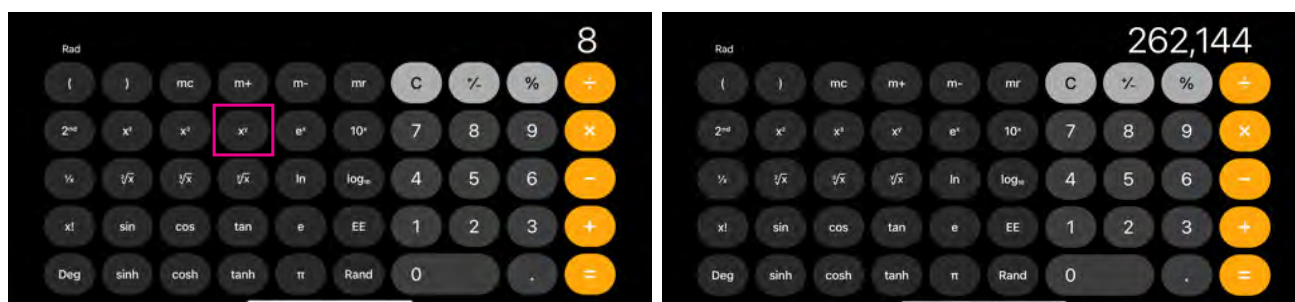 8
Rad
( ) mc m+ m- mr C ⁺∕₋ % ÷
2ⁿᵈ x² x³ xʸ eˣ 10ˣ 7 8 9 ×
¹∕ₓ ²√x ³√x ʸ√x ln log₁₀ 4 5 6 −
x! sin cos tan e EE 1 2 3 +
Deg sinh cosh tanh π Rand 0 . =
262,144
Rad
( ) mc m+ m- mr C ⁺∕₋ % ÷
2ⁿᵈ x² x³ xʸ eˣ 10ˣ 7 8 9 ×
¹∕ₓ ²√x ³√x ʸ√x ln log₁₀ 4 5 6 −
x! sin cos tan e EE 1 2 3 +
Deg sinh cosh tanh π Rand 0 . =